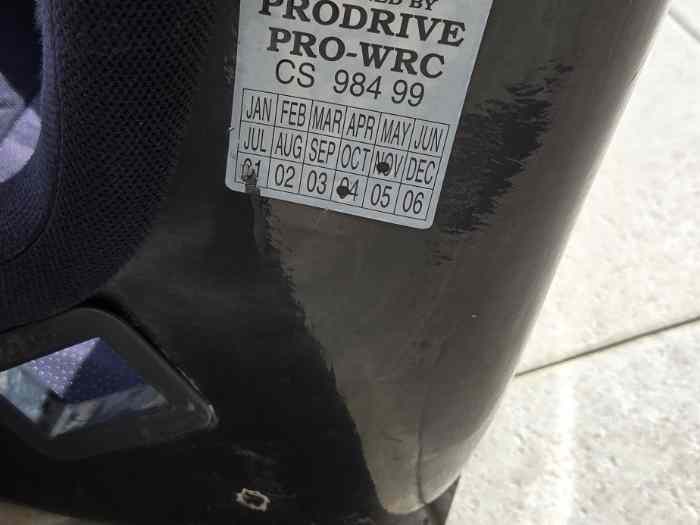 BY
PRODRIVE
PRO-WRC
CS 984 99
JAN FEB MAR APR MAY JUN
JUL AUG SEP OCT NOV DEC
01 02 03 04 05 06